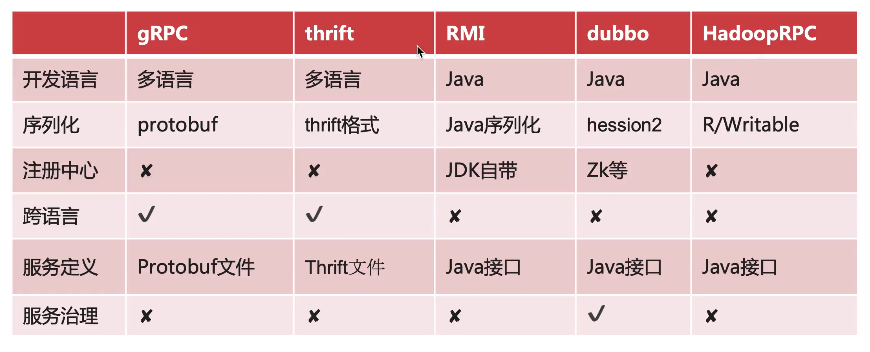 gRPC thrift RMI dubbo HadoopRPC
开发语言 多语言 多语言 Java Java Java
序列化 protobuf thrift格式 Java序列化 hession2 R/Writable
注册中心 ✘ ✘ JDK自带 Zk等 ✘
跨语言 ✔ ✔ ✘ ✘ ✘
服务定义 Protobuf文件 Thrift文件 Java接口 Java接口 Java接口
服务治理 ✘ ✘ ✘ ✔ ✘